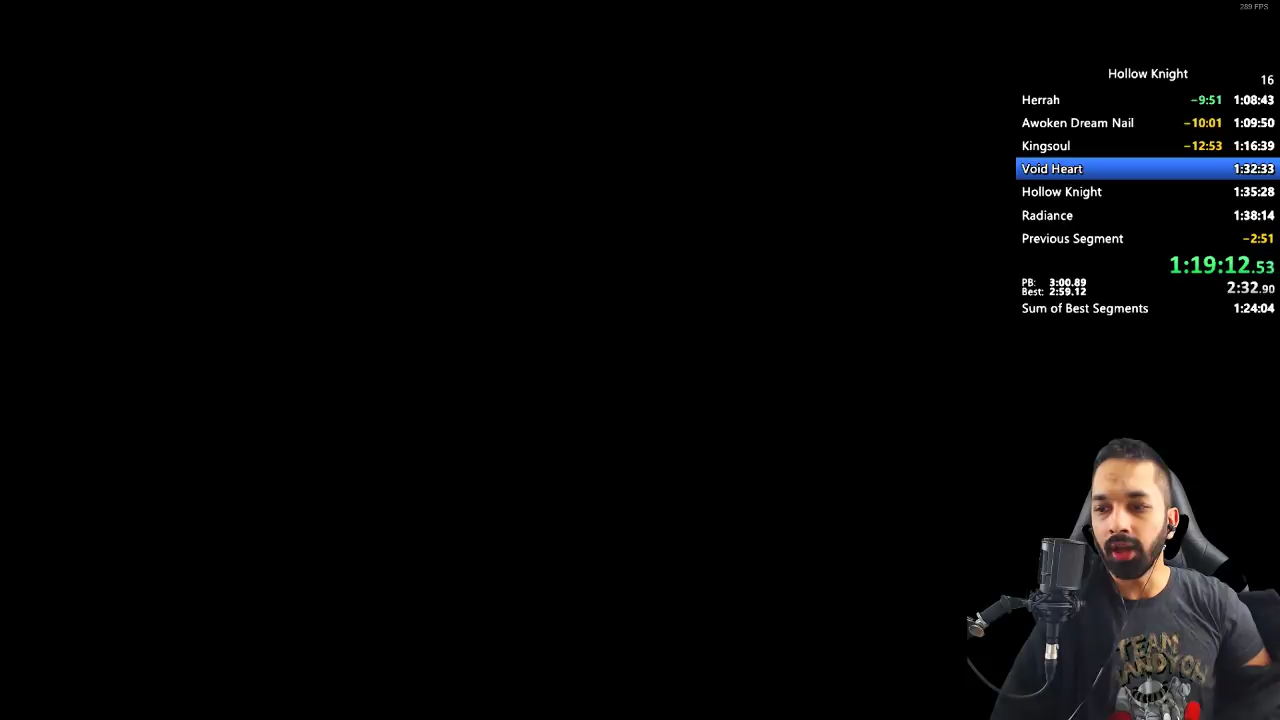 289 FPS
Hollow Knight
16
Herrah −9:51 1:08:43
Awoken Dream Nail −10:01 1:09:50
Kingsoul −12:53 1:16:39
Void Heart 1:32:33
Hollow Knight 1:35:28
Radiance 1:38:14
Previous Segment −2:51
1:19:12.53
PB: 3:00.89
Best: 2:59.12
2:32.90
Sum of Best Segments 1:24:04
TEAM